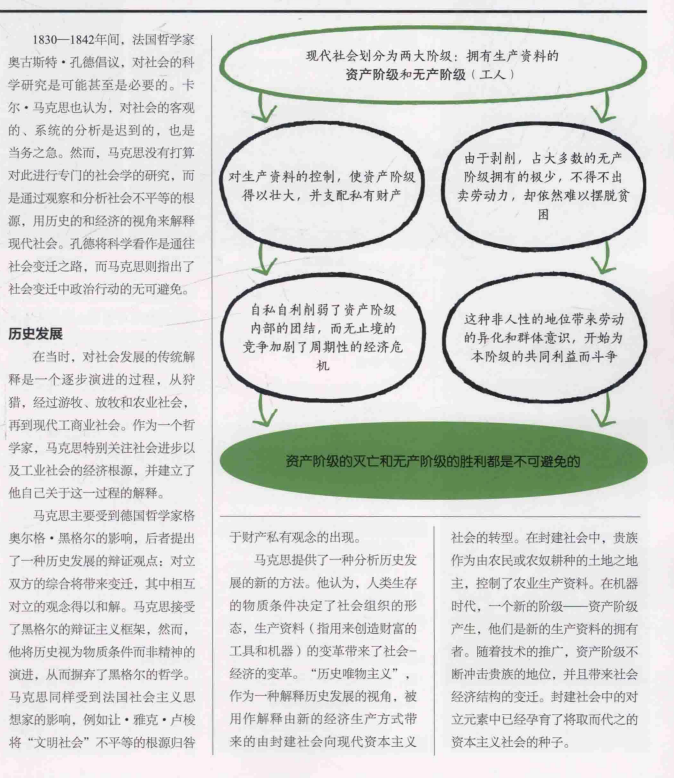 1830—1842年间，法国哲学家
奥古斯特·孔德倡议，对社会的科
学研究是可能甚至是必要的。卡
尔·马克思也认为，对社会的客观
的、系统的分析是迟到的，也是
当务之急。然而，马克思没有打算
对此进行专门的社会学的研究，而
是通过观察和分析社会不平等的根
源，用历史的和经济的视角来解释
现代社会。孔德将科学看作是通往
社会变迁之路，而马克思则指出了
社会变迁中政治行动的无可避免。
历史发展
在当时，对社会发展的传统解
释是一个逐步演进的过程，从狩
猎，经过游牧、放牧和农业社会，
再到现代工商业社会。作为一个哲
学家，马克思特别关注社会进步以
及工业社会的经济根源，并建立了
他自己关于这一过程的解释。
马克思主要受到德国哲学家格
奥尔格·黑格尔的影响，后者提出
了一种历史发展的辩证观点：对立
双方的综合将带来变迁，其中相互
对立的观念得以和解。马克思接受
了黑格尔的辩证主义框架，然而，
他将历史视为物质条件而非精神的
演进，从而摒弃了黑格尔的哲学。
马克思同样受到法国社会主义思
想家的影响，例如让·雅克·卢梭
将“文明社会”不平等的根源归咎
现代社会划分为两大阶级：拥有生产资料的
资产阶级和无产阶级（工人）
对生产资料的控制，使资产阶级
得以壮大，并支配私有财产
由于剥削，占大多数的无产
阶级拥有的极少，不得不出
卖劳动力，却依然难以摆脱贫
困
自私自利削弱了资产阶级
内部的团结，而无止境的
竞争加剧了周期性的经济危
机
这种非人性的地位带来劳动
的异化和群体意识，开始为
本阶级的共同利益而斗争
资产阶级的灭亡和无产阶级的胜利都是不可避免的
于财产私有观念的出现。
马克思提供了一种分析历史发
展的新的方法。他认为，人类生存
的物质条件决定了社会组织的形
态，生产资料（指用来创造财富的
工具和机器）的变革带来了社会–
经济的变革。“历史唯物主义”，
作为一种解释历史发展的视角，被
用作解释由新的经济生产方式带
来的由封建社会向现代资本主义
社会的转型。在封建社会中，贵族
作为由农民或农奴耕种的土地之地
主，控制了农业生产资料。在机器
时代，一个新的阶级——资产阶级
产生，他们是新的生产资料的拥有
者。随着技术的推广，资产阶级不
断冲击贵族的地位，并且带来社会
经济结构的变迁。封建社会中的对
立元素中已经孕育了将取而代之的
资本主义社会的种子。